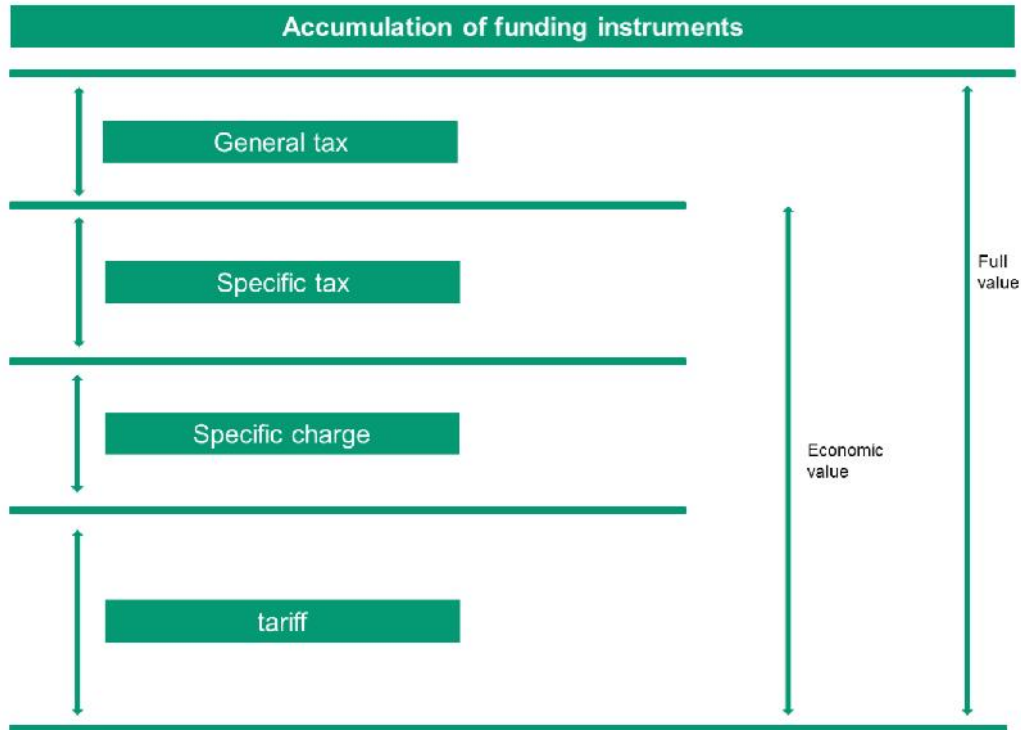 Accumulation of funding instruments
General tax
Specific tax
Full
value
Specific charge
Economic
value
tariff